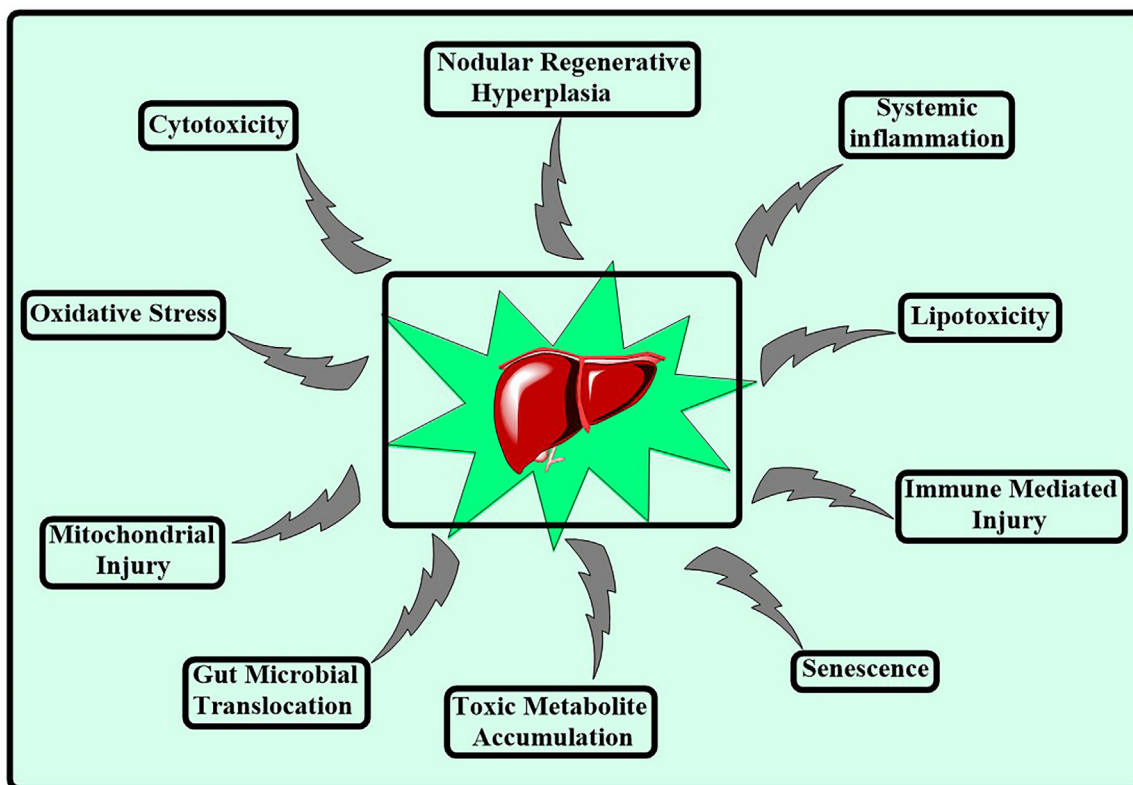 Nodular Regenerative
Hyperplasia
Cytotoxicity
Systemic
inflammation
Oxidative Stress
Lipotoxicity
Immune Mediated
Injury
Mitochondrial
Injury
Gut Microbial
Translocation
Toxic Metabolite
Accumulation
Senescence